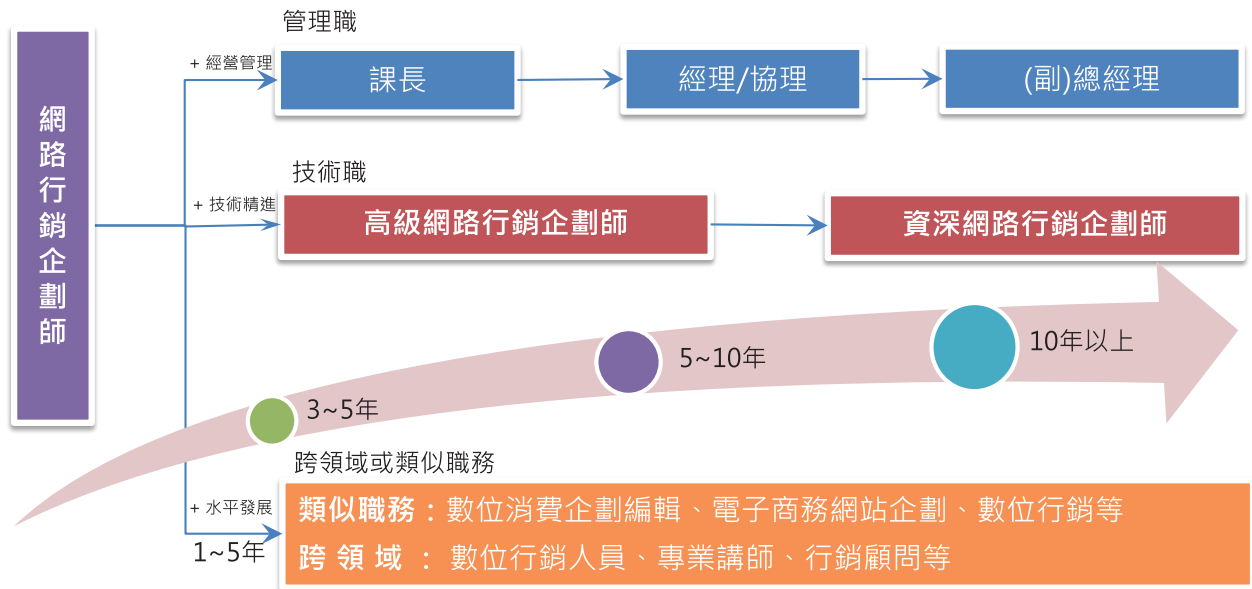 網路行銷企劃師
管理職
+ 經營管理
課長
經理/協理
(副)總經理
技術職
+ 技術精進
高級網路行銷企劃師
資深網路行銷企劃師
10年以上
5~10年
3~5年
跨領域或類似職務
+ 水平發展
1~5年
類似職務：數位消費企劃編輯、電子商務網站企劃、數位行銷等
跨 領 域 ： 數位行銷人員、專業講師、行銷顧問等